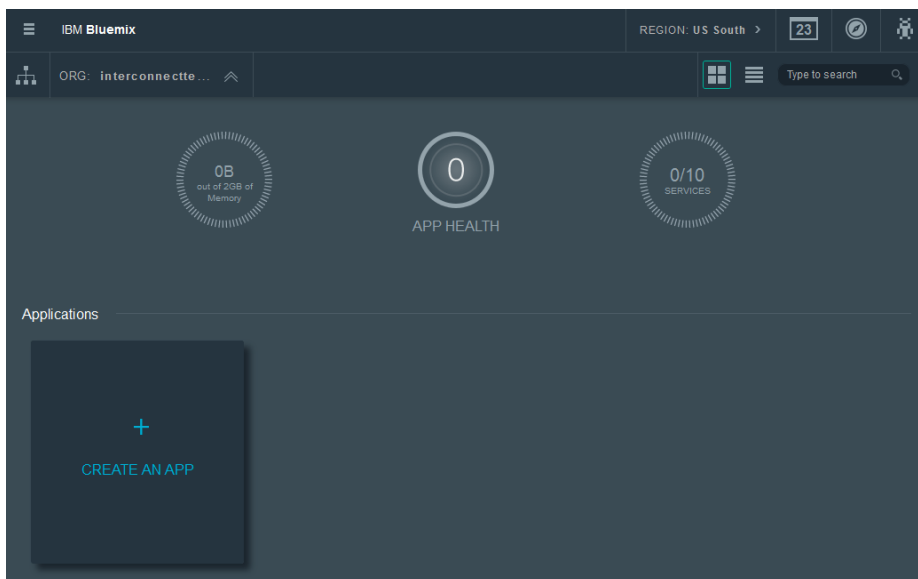 IBM Bluemix
REGION: US South >
23
ORG: interconnectte...
Type to search
0B
out of 2GB of
Memory
0
APP HEALTH
0/10
SERVICES
Applications
+
CREATE AN APP